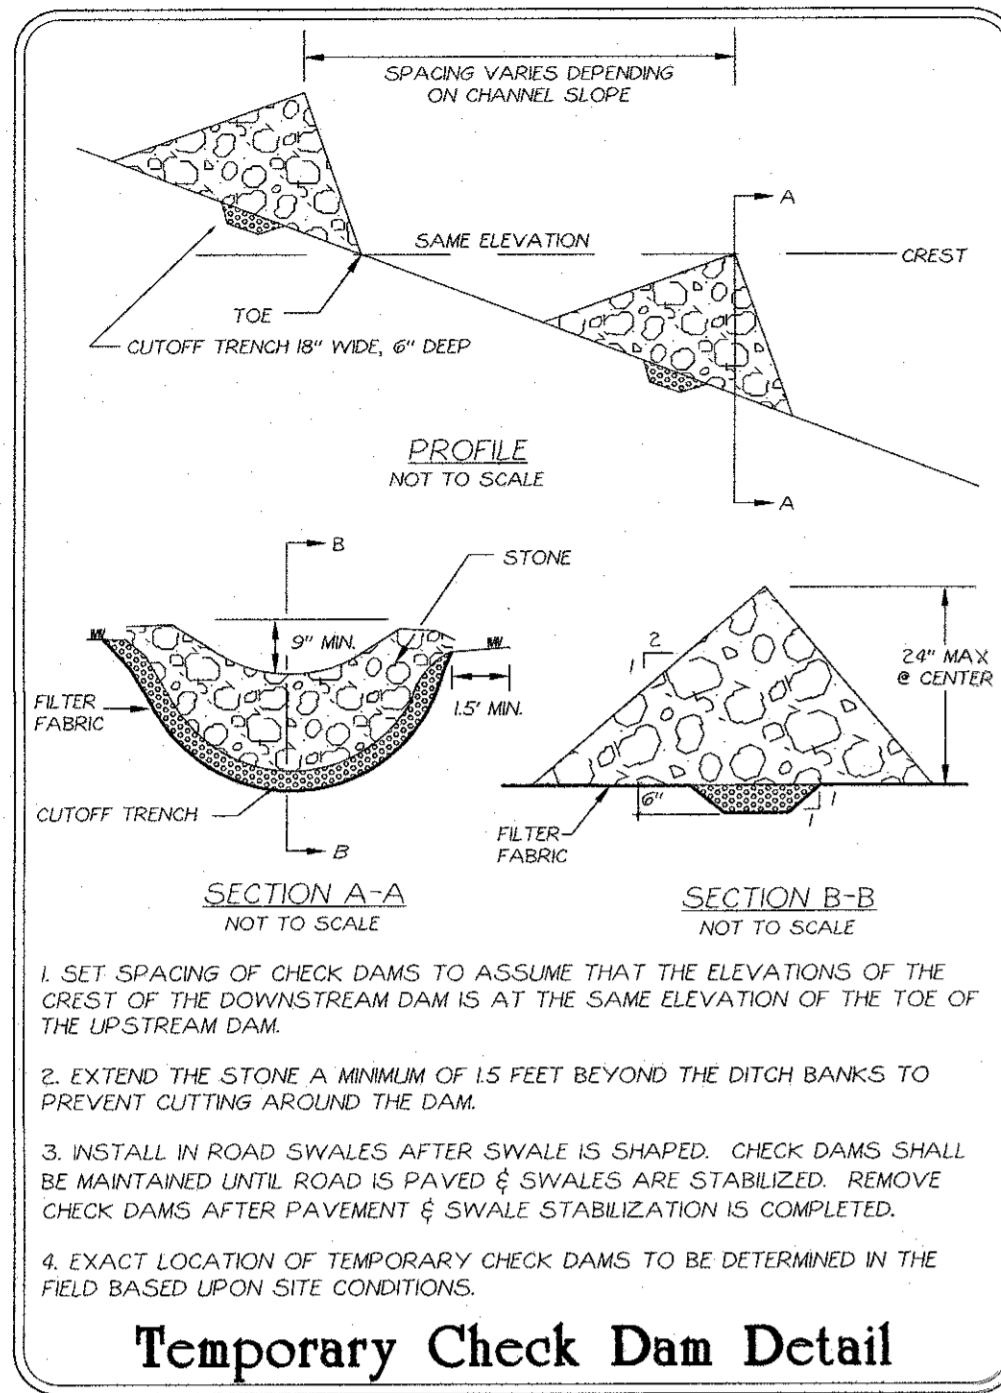 SPACING VARIES DEPENDING
ON CHANNEL SLOPE
A
SAME ELEVATION
CREST
TOE
CUTOFF TRENCH 18" WIDE, 6" DEEP
PROFILE
NOT TO SCALE
A
B
STONE
9" MIN.
1.5' MIN.
FILTER
FABRIC
CUTOFF TRENCH
B
SECTION A-A
NOT TO SCALE
2
1
24" MAX
@ CENTER
6"
1
1
FILTER
FABRIC
SECTION B-B
NOT TO SCALE
1. SET SPACING OF CHECK DAMS TO ASSUME THAT THE ELEVATIONS OF THE
CREST OF THE DOWNSTREAM DAM IS AT THE SAME ELEVATION OF THE TOE OF
THE UPSTREAM DAM.
2. EXTEND THE STONE A MINIMUM OF 1.5 FEET BEYOND THE DITCH BANKS TO
PREVENT CUTTING AROUND THE DAM.
3. INSTALL IN ROAD SWALES AFTER SWALE IS SHAPED. CHECK DAMS SHALL
BE MAINTAINED UNTIL ROAD IS PAVED & SWALES ARE STABILIZED. REMOVE
CHECK DAMS AFTER PAVEMENT & SWALE STABILIZATION IS COMPLETED.
4. EXACT LOCATION OF TEMPORARY CHECK DAMS TO BE DETERMINED IN THE
FIELD BASED UPON SITE CONDITIONS.
Temporary Check Dam Detail